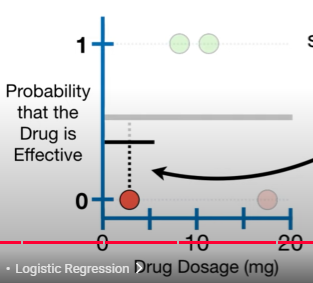 1
Probability
that the
Drug is
Effective
0
0 10 20
• Logistic Regression
Drug Dosage (mg)